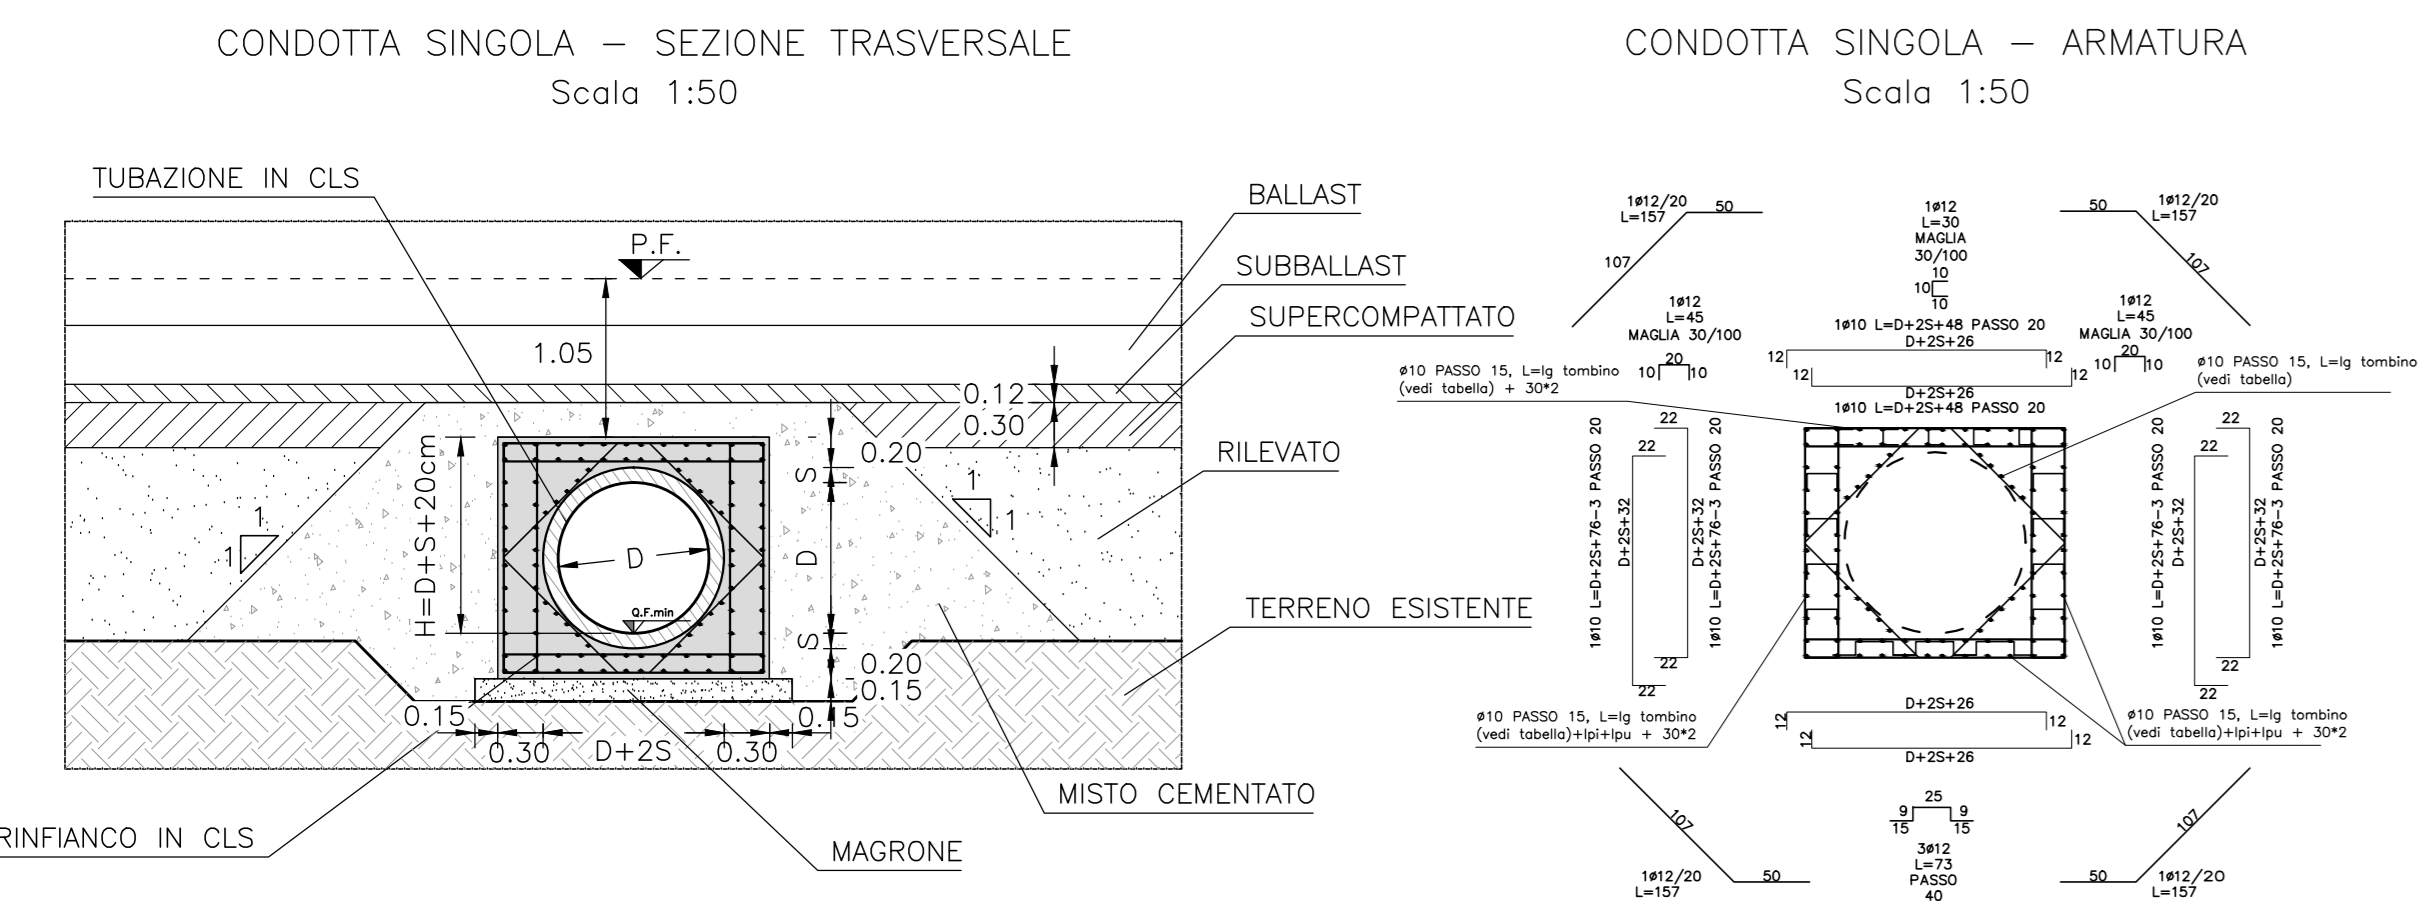 CONDOTTA SINGOLA – SEZIONE TRASVERSALE
Scala 1:50
TUBAZIONE IN CLS
BALLAST
P.F.
SUBBALLAST
SUPERCOMPATTATO
1.05
0.12
0.30
H=D+S+20cm
0.20
S
RILEVATO
1
1
1
1
D
D
Q.F.min
S
TERRENO ESISTENTE
0.20
0.15
0.15
0.15
0.30
D+2S
0.30
MISTO CEMENTATO
RINFIANCO IN CLS
MAGRONE
CONDOTTA SINGOLA – ARMATURA
Scala 1:50
1ø12/20
L=157
50
107
1ø12
L=30
MAGLIA
30/100
10
10
10
50
1ø12/20
L=157
107
1ø12
L=45
MAGLIA 30/100
20
10
10
1ø10 L=D+2S+48 PASSO 20
D+2S+26
12
12
12
12
D+2S+26
1ø10 L=D+2S+48 PASSO 20
1ø12
L=45
MAGLIA 30/100
20
10
10
ø10 PASSO 15, L=lg tombino
(vedi tabella) + 30*2
ø10 PASSO 15, L=lg tombino
(vedi tabella)
1ø10 L=D+2S+76-3 PASSO 20
D+2S+32
22
22
22
22
D+2S+32
1ø10 L=D+2S+76-3 PASSO 20
1ø10 L=D+2S+76-3 PASSO 20
D+2S+32
22
22
22
22
D+2S+32
1ø10 L=D+2S+76-3 PASSO 20
ø10 PASSO 15, L=lg tombino
(vedi tabella)+lpi+lpu + 30*2
D+2S+26
12
12
12
12
D+2S+26
ø10 PASSO 15, L=lg tombino
(vedi tabella)+lpi+lpu + 30*2
107
50
1ø12/20
L=157
25
9
9
15
15
3ø12
L=73
PASSO
40
107
50
1ø12/20
L=157